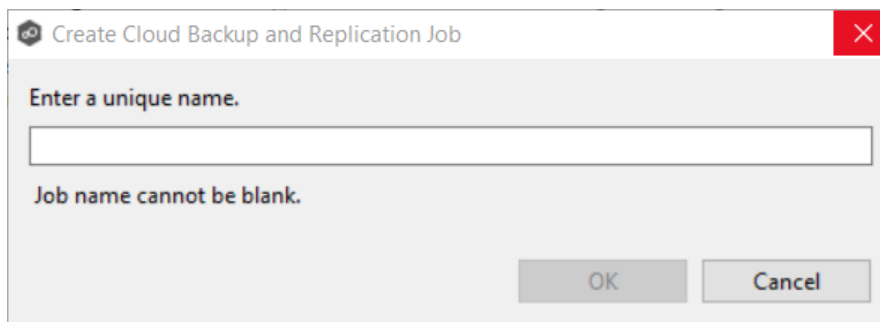 Create Cloud Backup and Replication Job
Enter a unique name.
Job name cannot be blank.
OK
Cancel